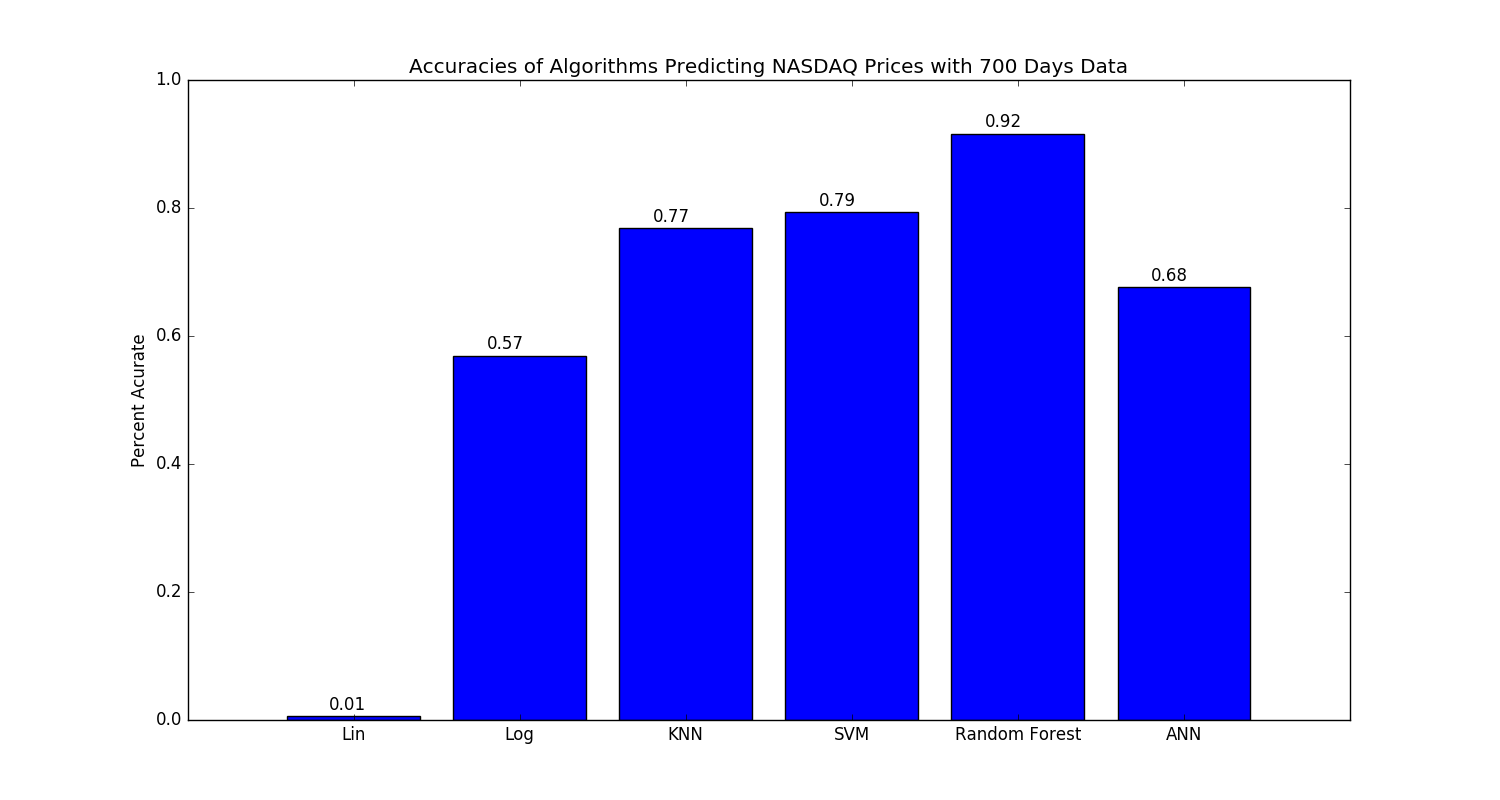 Accuracies of Algorithms Predicting NASDAQ Prices with 700 Days Data
1.0
0.8
0.6
0.4
0.2
0.0
Percent Acurate
0.01
0.57
0.77
0.79
0.92
0.68
Lin
Log
KNN
SVM
Random Forest
ANN